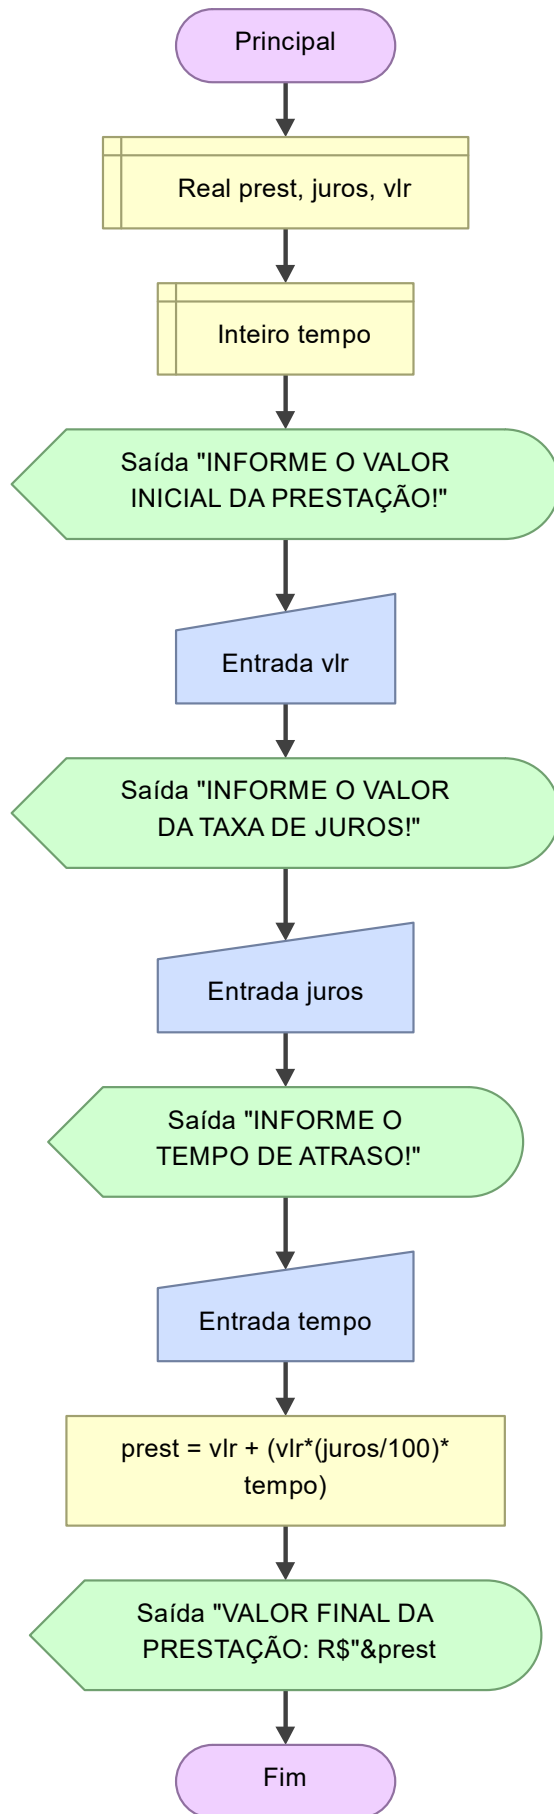 Principal
Real prest, juros, vlr
Inteiro tempo
Saída "INFORME O VALOR
INICIAL DA PRESTAÇÃO!"
Entrada vlr
Saída "INFORME O VALOR
DA TAXA DE JUROS!"
Entrada juros
Saída "INFORME O
TEMPO DE ATRASO!"
Entrada tempo
prest = vlr + (vlr*(juros/100)*
tempo)
Saída "VALOR FINAL DA
PRESTAÇÃO: R$"&prest
Fim